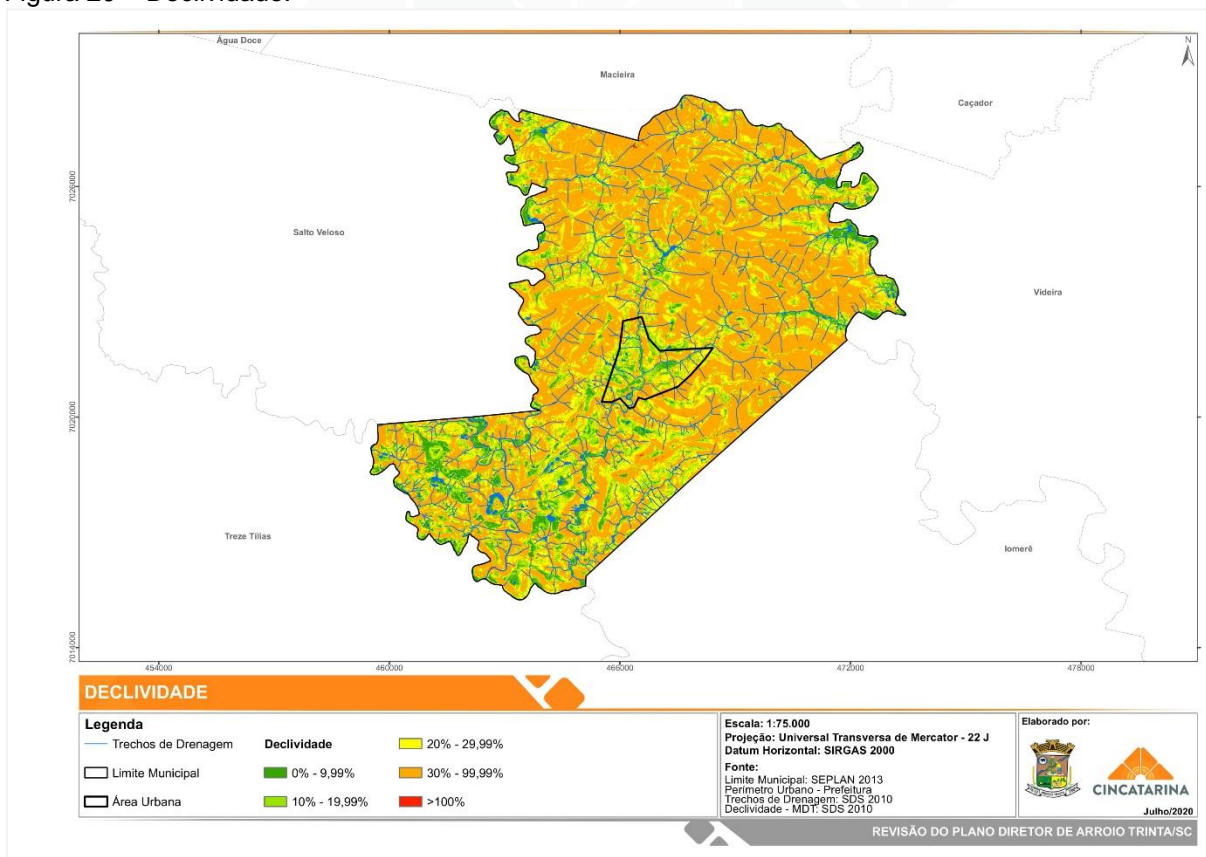 Figura 20 – Declividade.
Água Doce
Macieira
N
Caçador
Salto Veloso
Videira
Treze Tílias
Iomerê
7026000
7020000
7014000
454000
460000
466000
472000
478000
DECLIVIDADE
Legenda
Trechos de Drenagem
Limite Municipal
Área Urbana
Declividade
0% - 9,99%
10% - 19,99%
20% - 29,99%
30% - 99,99%
>100%
Escala: 1:75.000
Projeção: Universal Transversa de Mercator - 22 J
Datum Horizontal: SIRGAS 2000
Fonte:
Limite Municipal: SEPLAN 2013
Perímetro Urbano - Prefeitura
Trechos de Drenagem: SDS 2010
Declividade - MDT: SDS 2010
Elaborado por:
CINCATARINA
Julho/2020
REVISÃO DO PLANO DIRETOR DE ARROIO TRINTA/SC